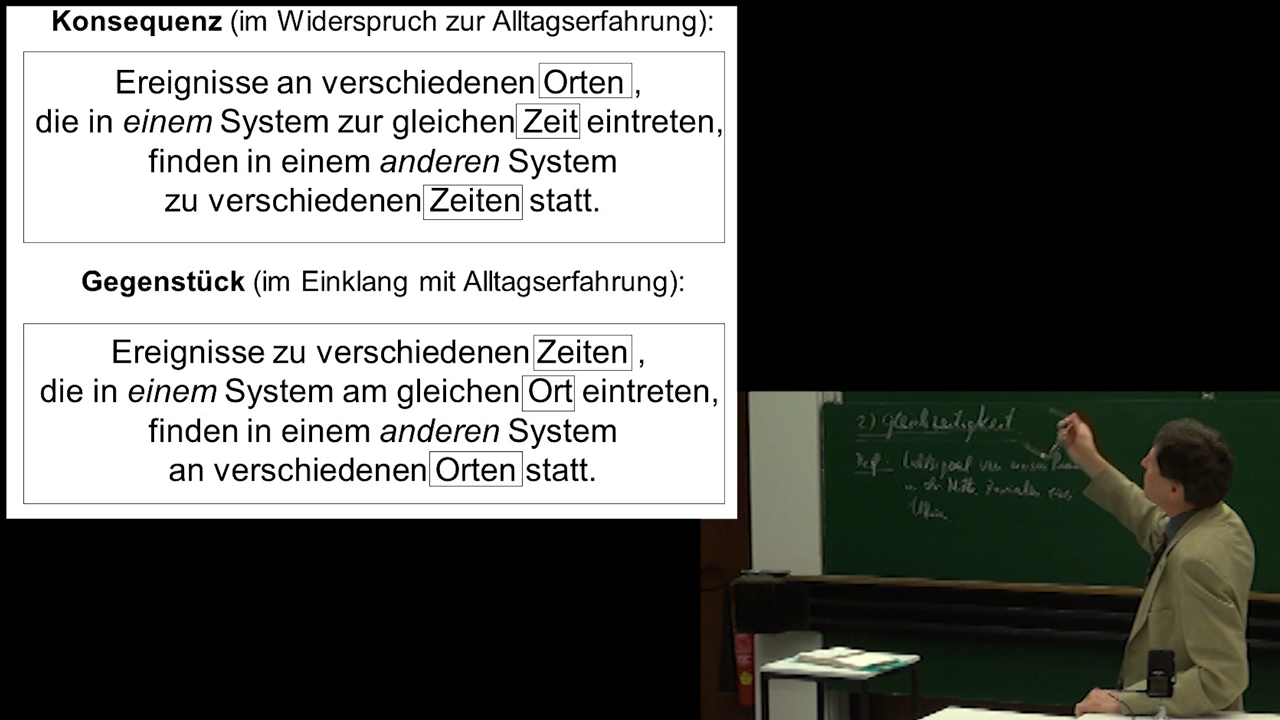 Konsequenz (im Widerspruch zur Alltagserfahrung):
Ereignisse an verschiedenen Orten,
die in einem System zur gleichen Zeit eintreten,
finden in einem anderen System
zu verschiedenen Zeiten statt.
Gegenstück (im Einklang mit Alltagserfahrung):
Ereignisse zu verschiedenen Zeiten,
die in einem System am gleichen Ort eintreten,
finden in einem anderen System
an verschiedenen Orten statt.
2) Gleichzeitigkeit
von